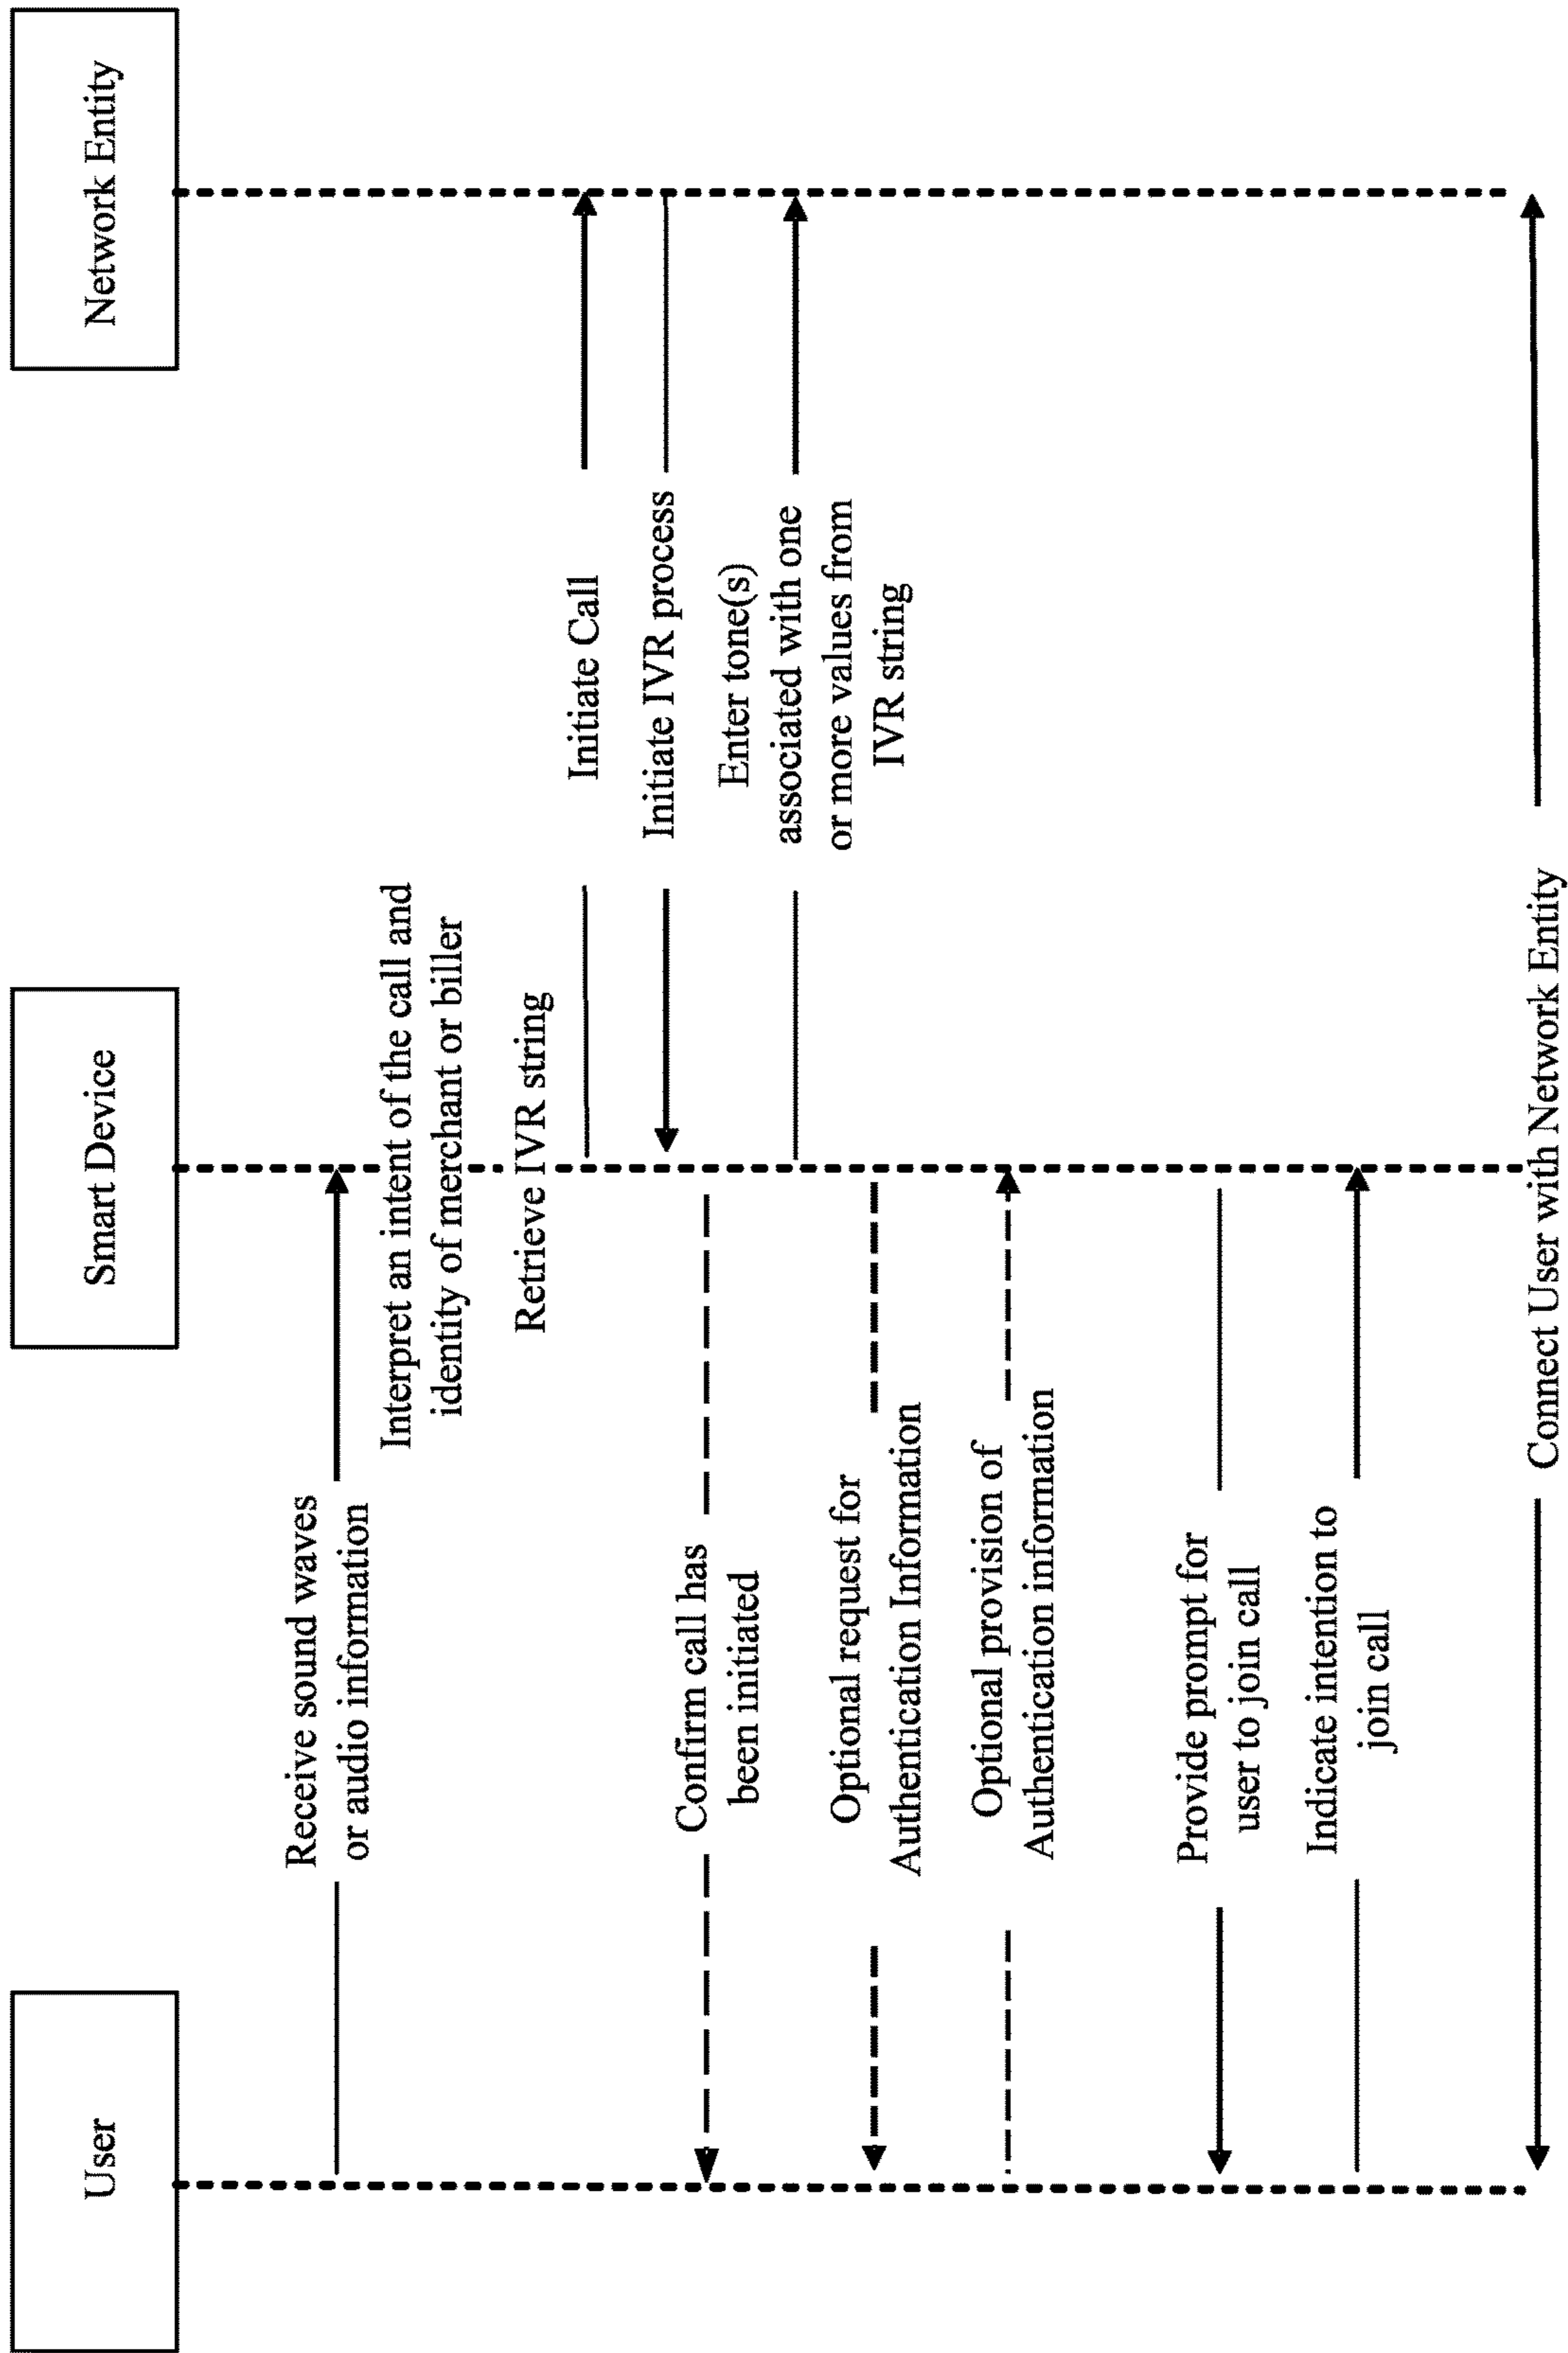 User
Smart Device
Network Entity
Receive sound waves
or audio information
Interpret an intent of the call and
identity of merchant or biller
Retrieve IVR string
Initiate Call
Initiate IVR process
Confirm call has
been initiated
Enter tone(s)
associated with one
or more values from
IVR string
Optional request for
Authentication Information
Optional provision of
Authentication information
Provide prompt for
user to join call
Indicate intention to
join call
Connect User with Network Entity